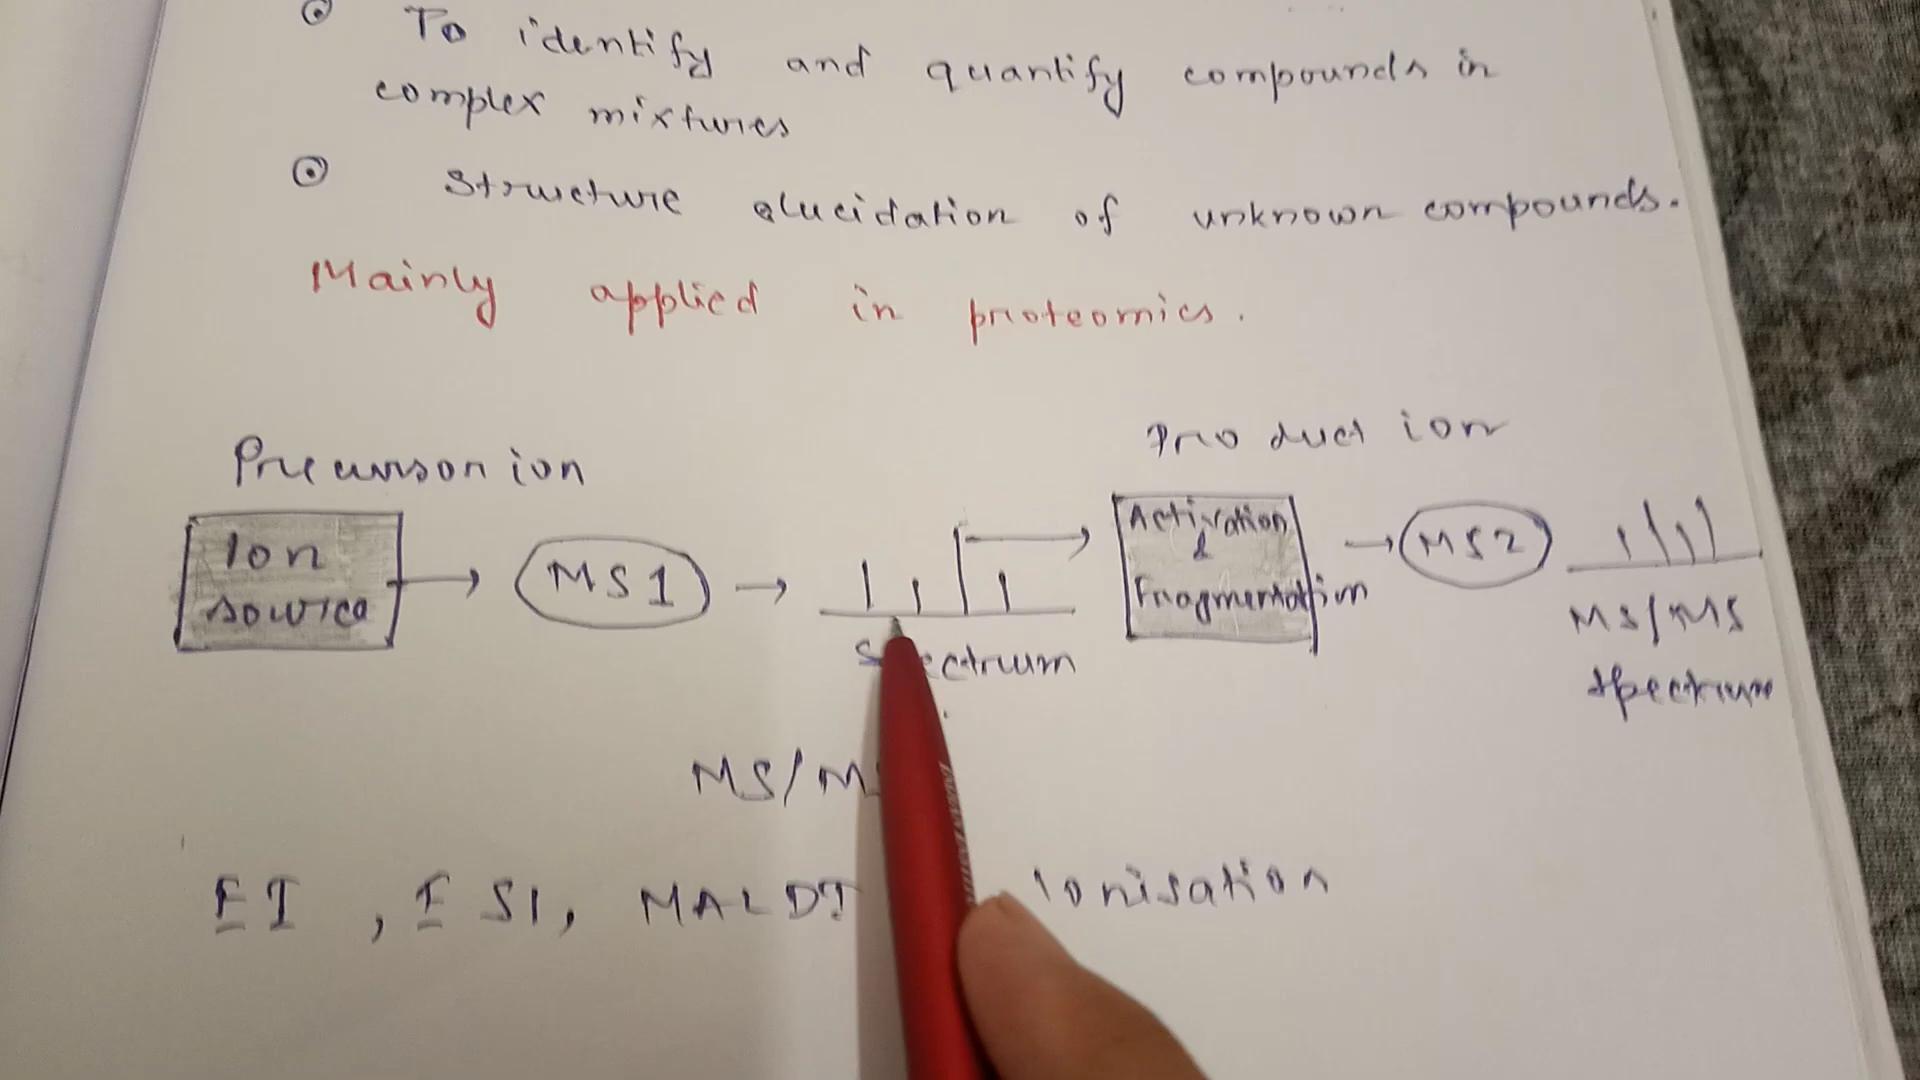 To identify and quantify compounds in
complex mixtures
Structure elucidation of unknown compounds.
Mainly applied in proteomics.
Precursor ion
Product ion
Ion
source
MS1
Spectrum
Activation
&
Fragmentation
MS2
MS/MS
Spectrum
MS/M
EI, ESI, MALDI
Ionisation